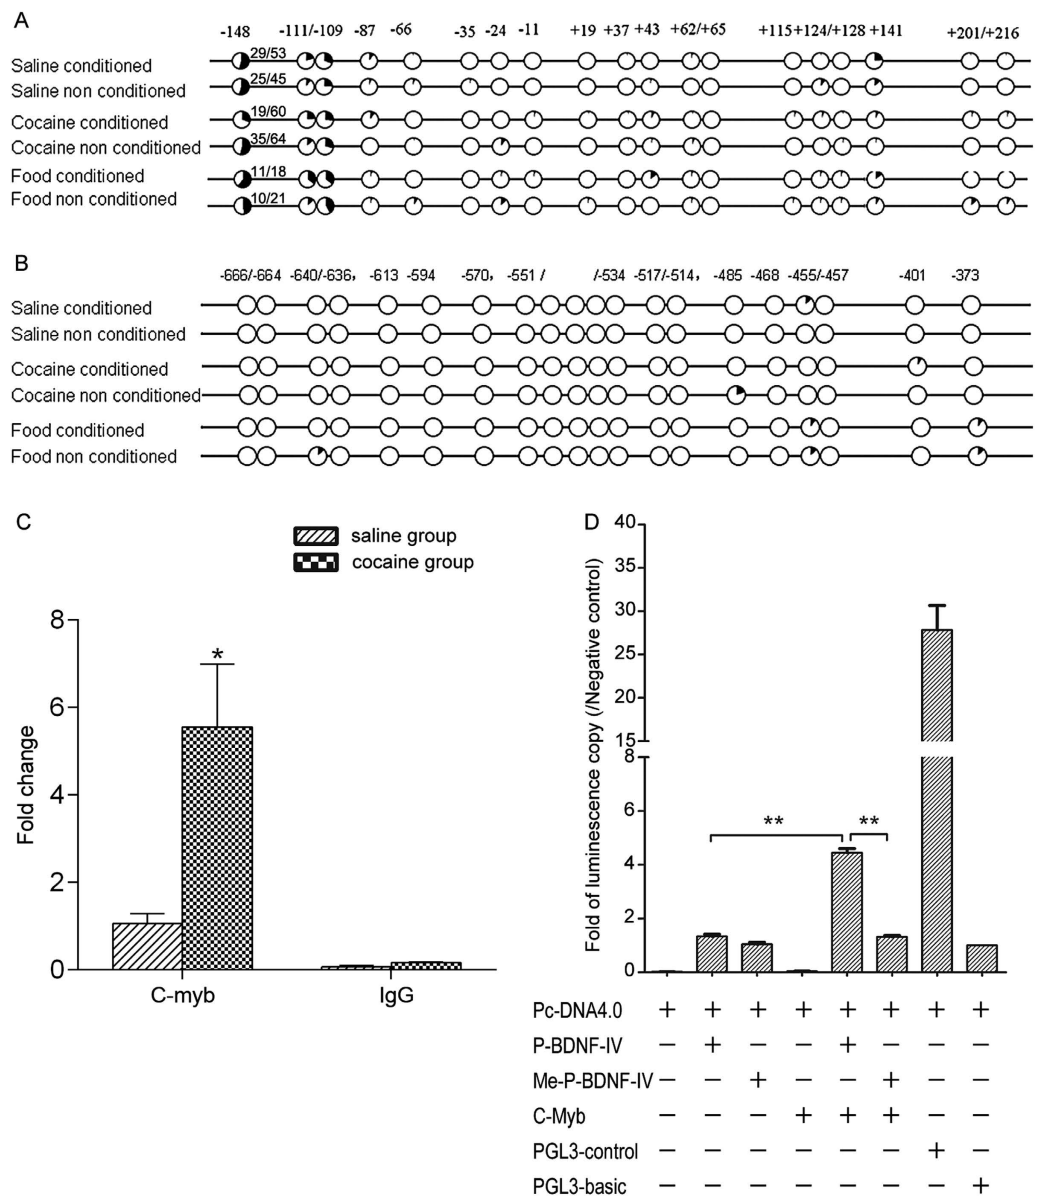 A
-148 -111/-109 -87 -66 -35 -24 -11 +19 +37 +43 +62/+65 +115 +124/+128 +141 +201/+216
Saline conditioned 29/53
Saline non conditioned 25/45
Cocaine conditioned 19/60
Cocaine non conditioned 35/64
Food conditioned 11/18
Food non conditioned 10/21
B
-666/-664 -640/-636, -613 -594 -570, -551 / /-534 -517/-514, -485 -468 -455/-457 -401 -373
Saline conditioned
Saline non conditioned
Cocaine conditioned
Cocaine non conditioned
Food conditioned
Food non conditioned
C
saline group
cocaine group
Fold change
8
6
4
2
0
*
C-myb IgG
D
Fold of luminescence copy (/Negative control)
40
35
30
25
20
15
8
6
4
2
0
** **
Pc-DNA4.0 + + + + + + + +
P-BDNF-IV − + − − + − − −
Me-P-BDNF-IV − − + − − + − −
C-Myb − − − + + + − −
PGL3-control − − − − − − + −
PGL3-basic − − − − − − − +